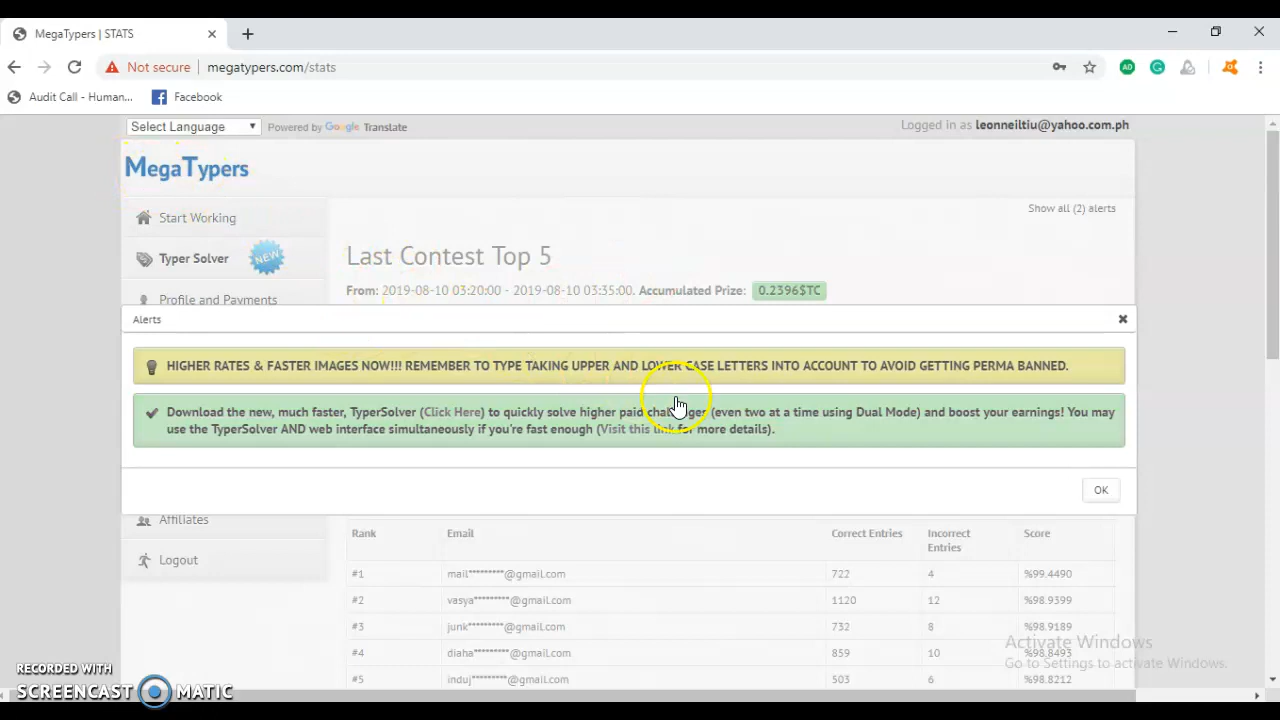 MegaTypers | STATS
Not secure
megatypers.com/stats
Audit Call - Human...
Facebook
Select Language
Powered by Google Translate
Logged in as leonneiltiu@yahoo.com.ph
MegaTypers
Start Working
Show all (2) alerts
Typer Solver
NEW
Last Contest Top 5
Profile and Payments
From: 2019-08-10 03:20:00 - 2019-08-10 03:35:00. Accumulated Prize: 0.2396$TC
Alerts
HIGHER RATES & FASTER IMAGES NOW!!! REMEMBER TO TYPE TAKING UPPER AND LOWER CASE LETTERS INTO ACCOUNT TO AVOID GETTING PERMA BANNED.
Download the new, much faster, TyperSolver (Click Here) to quickly solve higher paid challenges (even two at a time using Dual Mode) and boost your earnings! You may
use the TyperSolver AND web interface simultaneously if you're fast enough (Visit this link for more details).
OK
Affiliates
Logout
Rank Email Correct Entries Incorrect Entries Score
#1 mail*********@gmail.com 722 4 %99.4490
#2 vasya*********@gmail.com 1120 12 %98.9399
#3 junk*********@gmail.com 732 8 %98.9189
#4 diaha*********@gmail.com 859 10 %98.8493
#5 induj*********@gmail.com 503 6 %98.8212
Activate Windows
Go to Settings to activate Windows.
RECORDED WITH
SCREENCAST MATIC